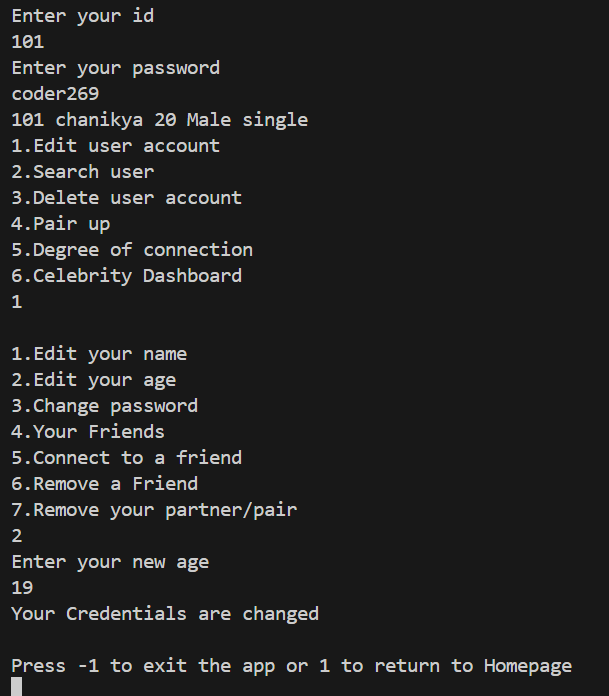 Enter your id
101
Enter your password
coder269
101 chanikya 20 Male single
1.Edit user account
2.Search user
3.Delete user account
4.Pair up
5.Degree of connection
6.Celebrity Dashboard
1
1.Edit your name
2.Edit your age
3.Change password
4.Your Friends
5.Connect to a friend
6.Remove a Friend
7.Remove your partner/pair
2
Enter your new age
19
Your Credentials are changed
Press -1 to exit the app or 1 to return to Homepage